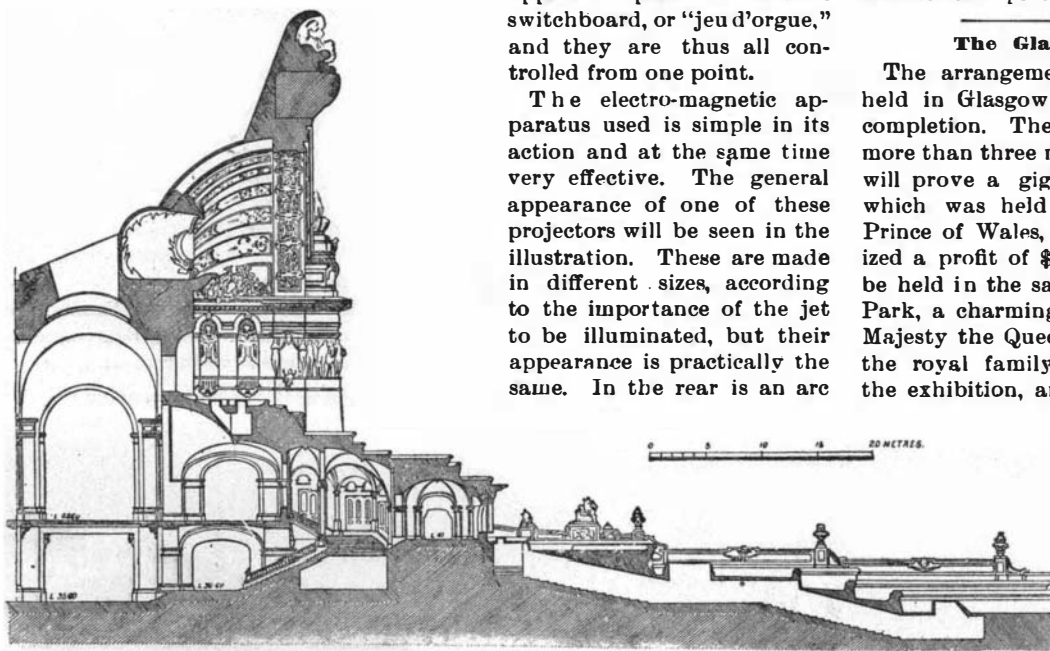 switchboard, or “jeu d'orgue,”
and they are thus all con-
trolled from one point.
The electro-magnetic ap-
paratus used is simple in its
action and at the same time
very effective. The general
appearance of one of these
projectors will be seen in the
illustration. These are made
in different sizes, according
to the importance of the jet
to be illuminated, but their
appearance is practically the
same. In the rear is an arc
The Gla
The arrangeme
held in Glasgow
completion. The
more than three m
will prove a gig
which was held
Prince of Wales,
ized a profit of $
be held in the sa
Park, a charming
Majesty the Quee
the royal family
the exhibition, a
0 5 10 15 20 METRES.